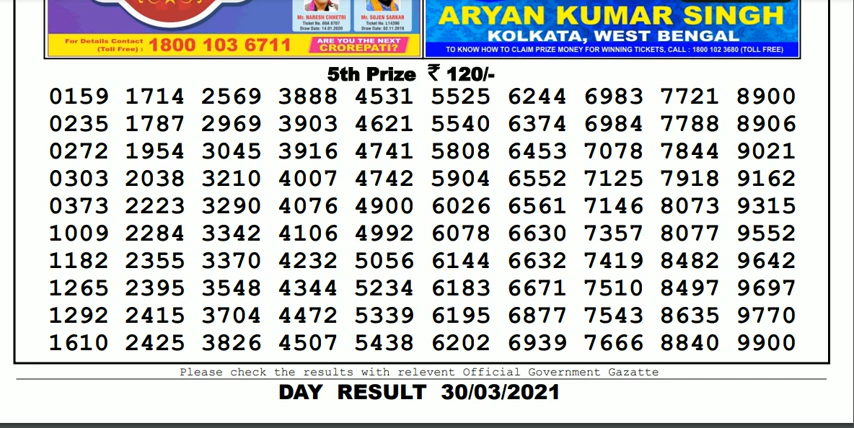 Mr. NARESH CHHETRI
Ticket No. 66A 8707
Draw Date: 14.01.2020
Mr. SUJEN SARKAR
Draw Date: 02.11.2019
For Details Contact
(Toll Free) : 1800 103 6711
ARE YOU THE NEXT
CROREPATI?
ARYAN KUMAR SINGH
KOLKATA, WEST BENGAL
TO KNOW HOW TO CLAIM PRIZE MONEY FOR WINNING TICKETS, CALL : 1800 102 3680 (TOLL FREE)
5th Prize ₹ 120/-
0159 1714 2569 3888 4531 5525 6244 6983 7721 8900
0235 1787 2969 3903 4621 5540 6374 6984 7788 8906
0272 1954 3045 3916 4741 5808 6453 7078 7844 9021
0303 2038 3210 4007 4742 5904 6552 7125 7918 9162
0373 2223 3290 4076 4900 6026 6561 7146 8073 9315
1009 2284 3342 4106 4992 6078 6630 7357 8077 9552
1182 2355 3370 4232 5056 6144 6632 7419 8482 9642
1265 2395 3548 4344 5234 6183 6671 7510 8497 9697
1292 2415 3704 4472 5339 6195 6877 7543 8635 9770
1610 2425 3826 4507 5438 6202 6939 7666 8840 9900
Please check the results with relevent Official Government Gazatte
DAY RESULT 30/03/2021